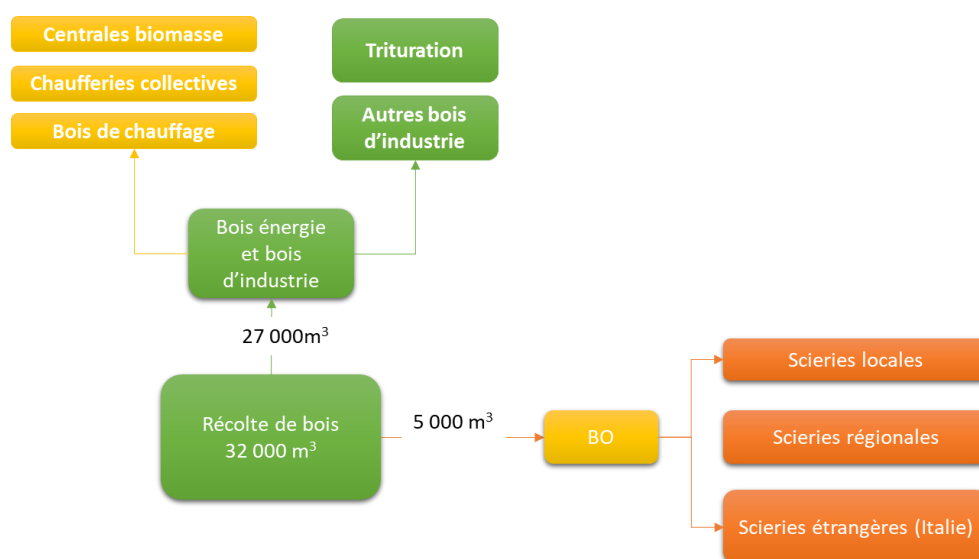 Centrales biomasse
Chaufferies collectives
Bois de chauffage
Trituration
Autres bois
d’industrie
Bois énergie
et bois
d’industrie
27 000m³
Récolte de bois
32 000 m³
5 000 m³
BO
Scieries locales
Scieries régionales
Scieries étrangères (Italie)